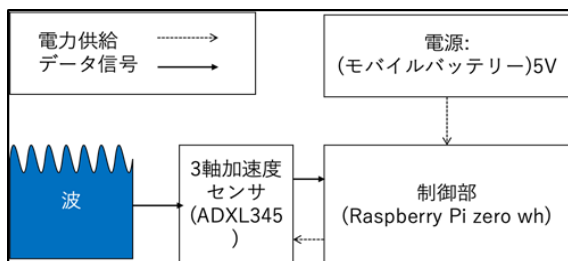 電力供給
データ信号
電源:
(モバイルバッテリー)5V
波
3軸加速度
センサ
(ADXL345
)
制御部
(Raspberry Pi zero wh)